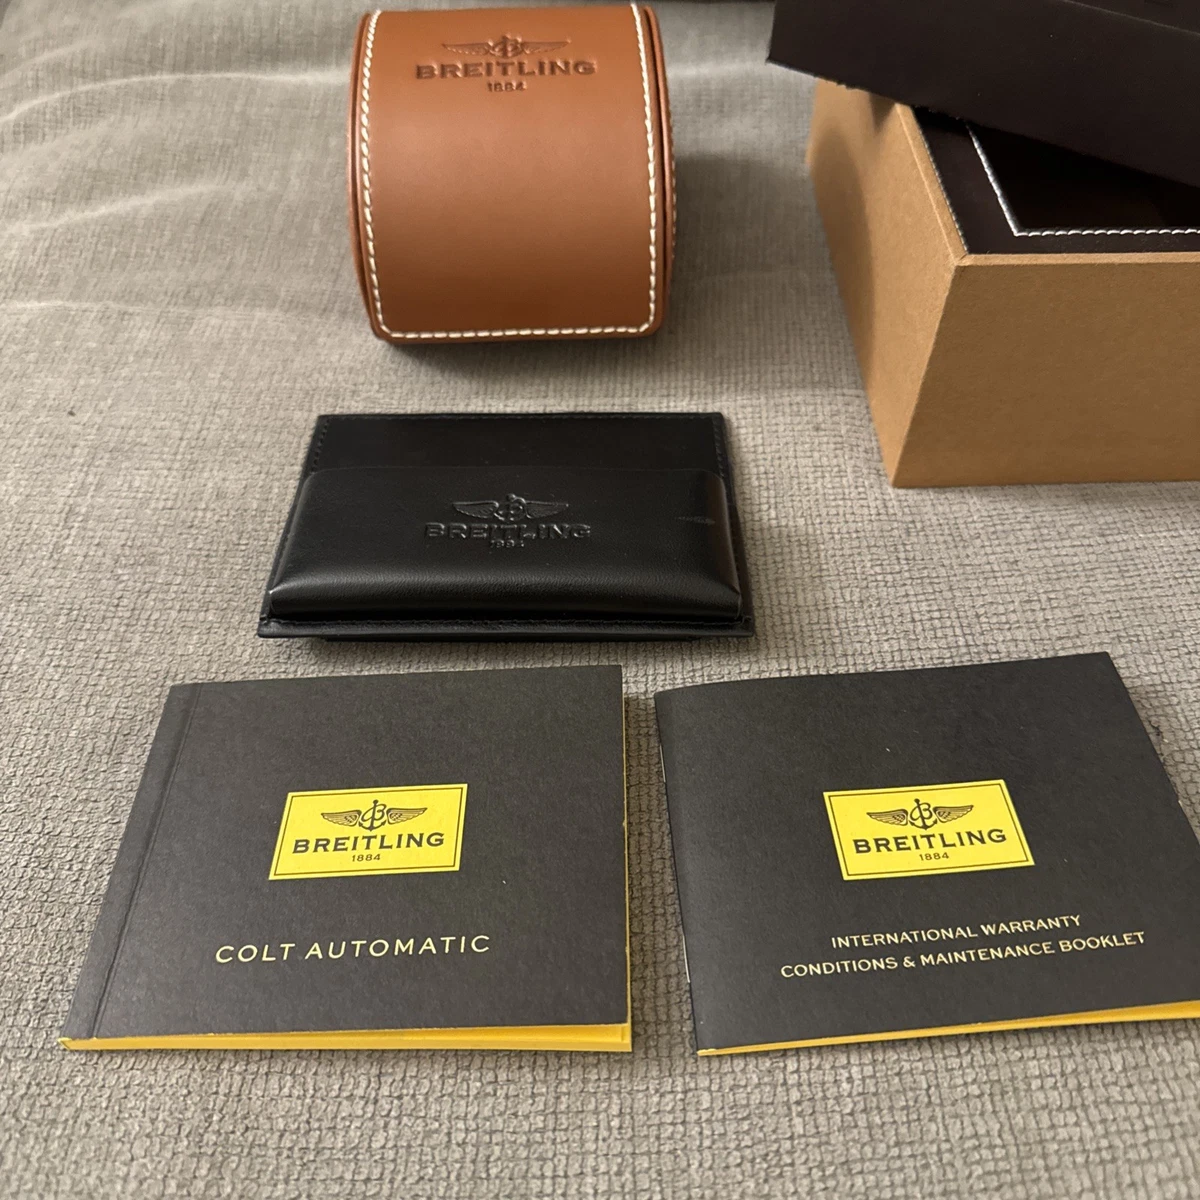 BREITLING
1884
BREITLING
1884
BREITLING
1884
COLT AUTOMATIC
BREITLING
1884
INTERNATIONAL WARRANTY
CONDITIONS & MAINTENANCE BOOKLET